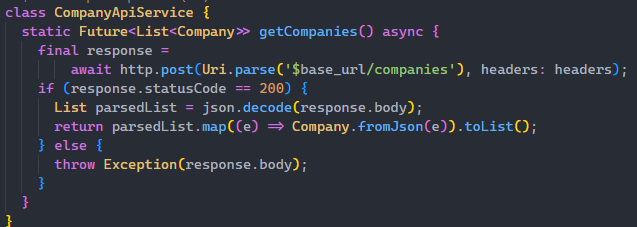 class CompanyApiService {
  static Future<List<Company>> getCompanies() async {
    final response =
        await http.post(Uri.parse('$base_url/companies'), headers: headers);
    if (response.statusCode == 200) {
      List parsedList = json.decode(response.body);
      return parsedList.map((e) => Company.fromJson(e)).toList();
    } else {
      throw Exception(response.body);
    }
  }
}